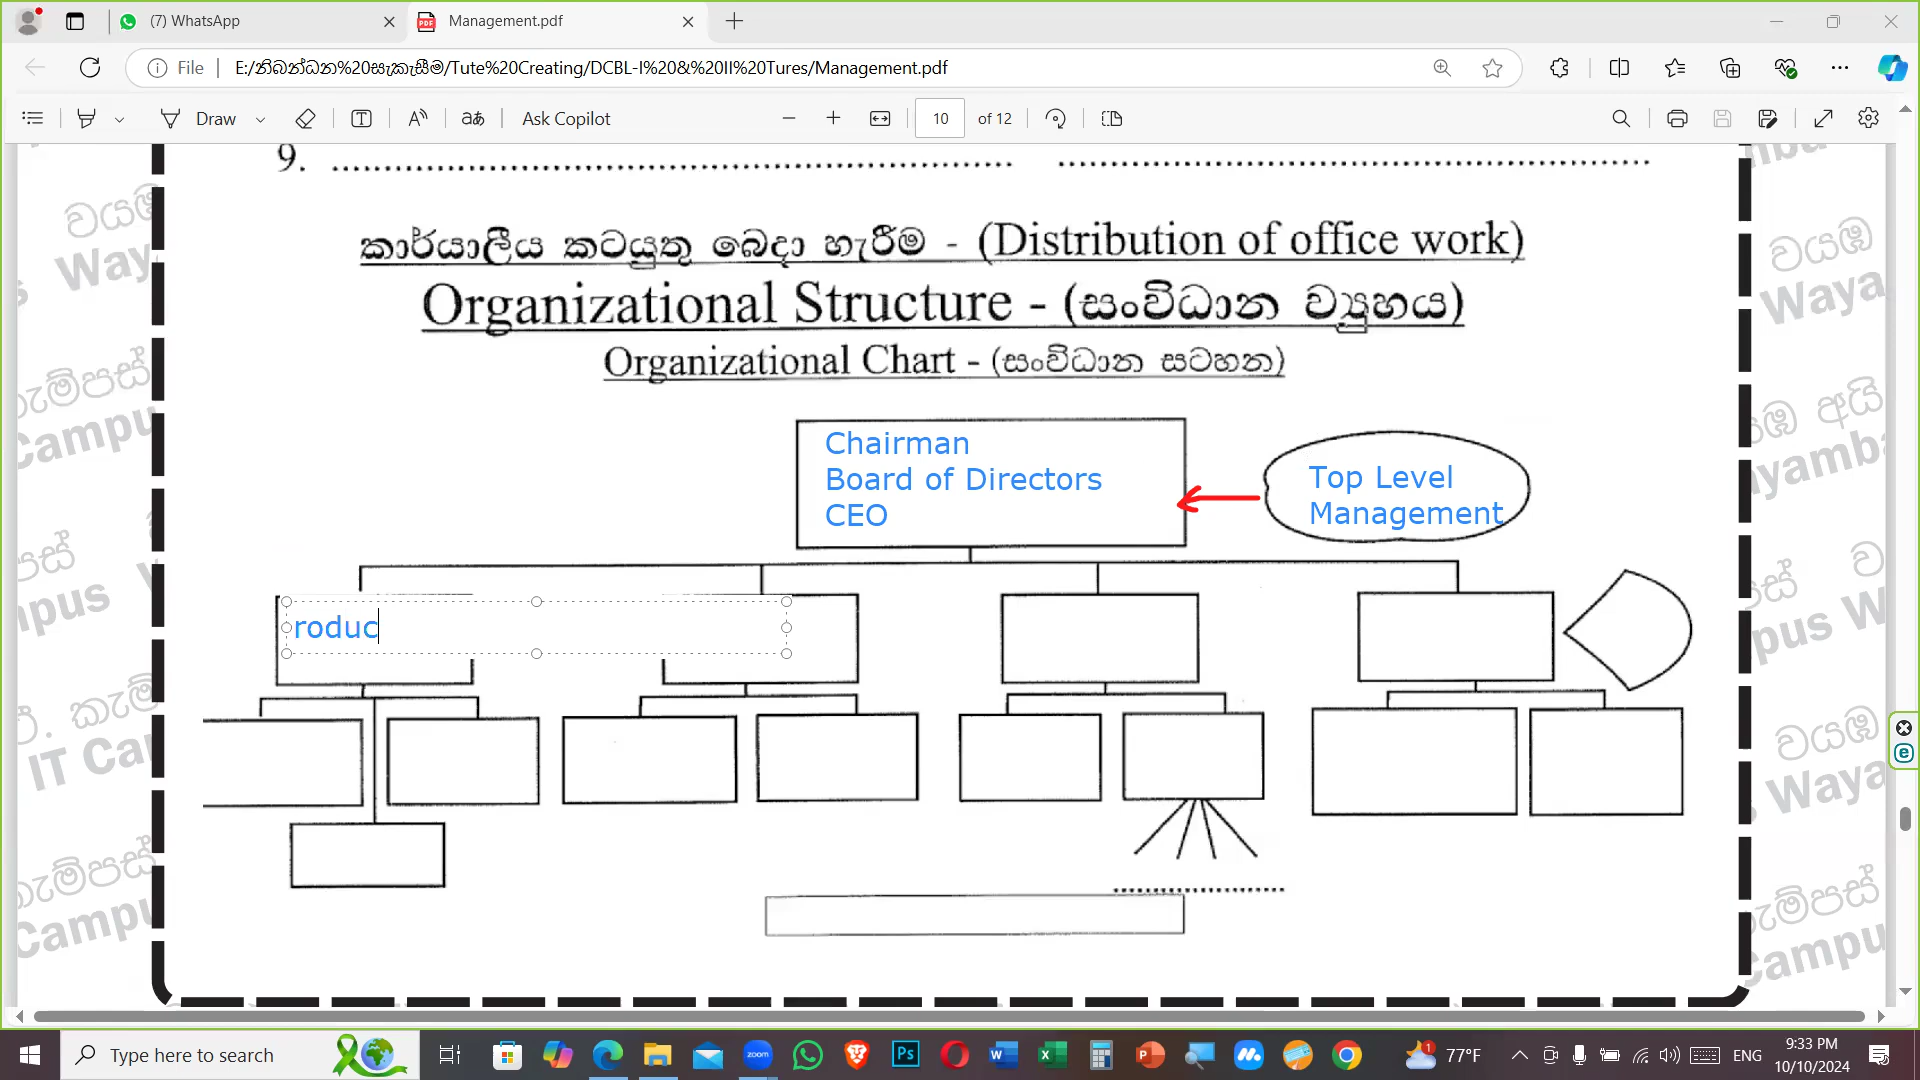 (7) WhatsApp
Management.pdf
File
E:/නිබන්ධන%20සැකැසීම/Tute%20Creating/DCBL-I%20&%20II%20Tures/Management.pdf
Draw
Ask Copilot
10
of 12
9.
කාර්යාලීය කටයුතු බෙදා හැරීම - (Distribution of office work)
Organizational Structure - (සංවිධාන ව්‍යුහය)
Organizational Chart - (සංවිධාන සටහන)
Chairman
Board of Directors
CEO
Top Level
Management
roduc
Type here to search
77°F
ENG
9:33 PM
10/10/2024